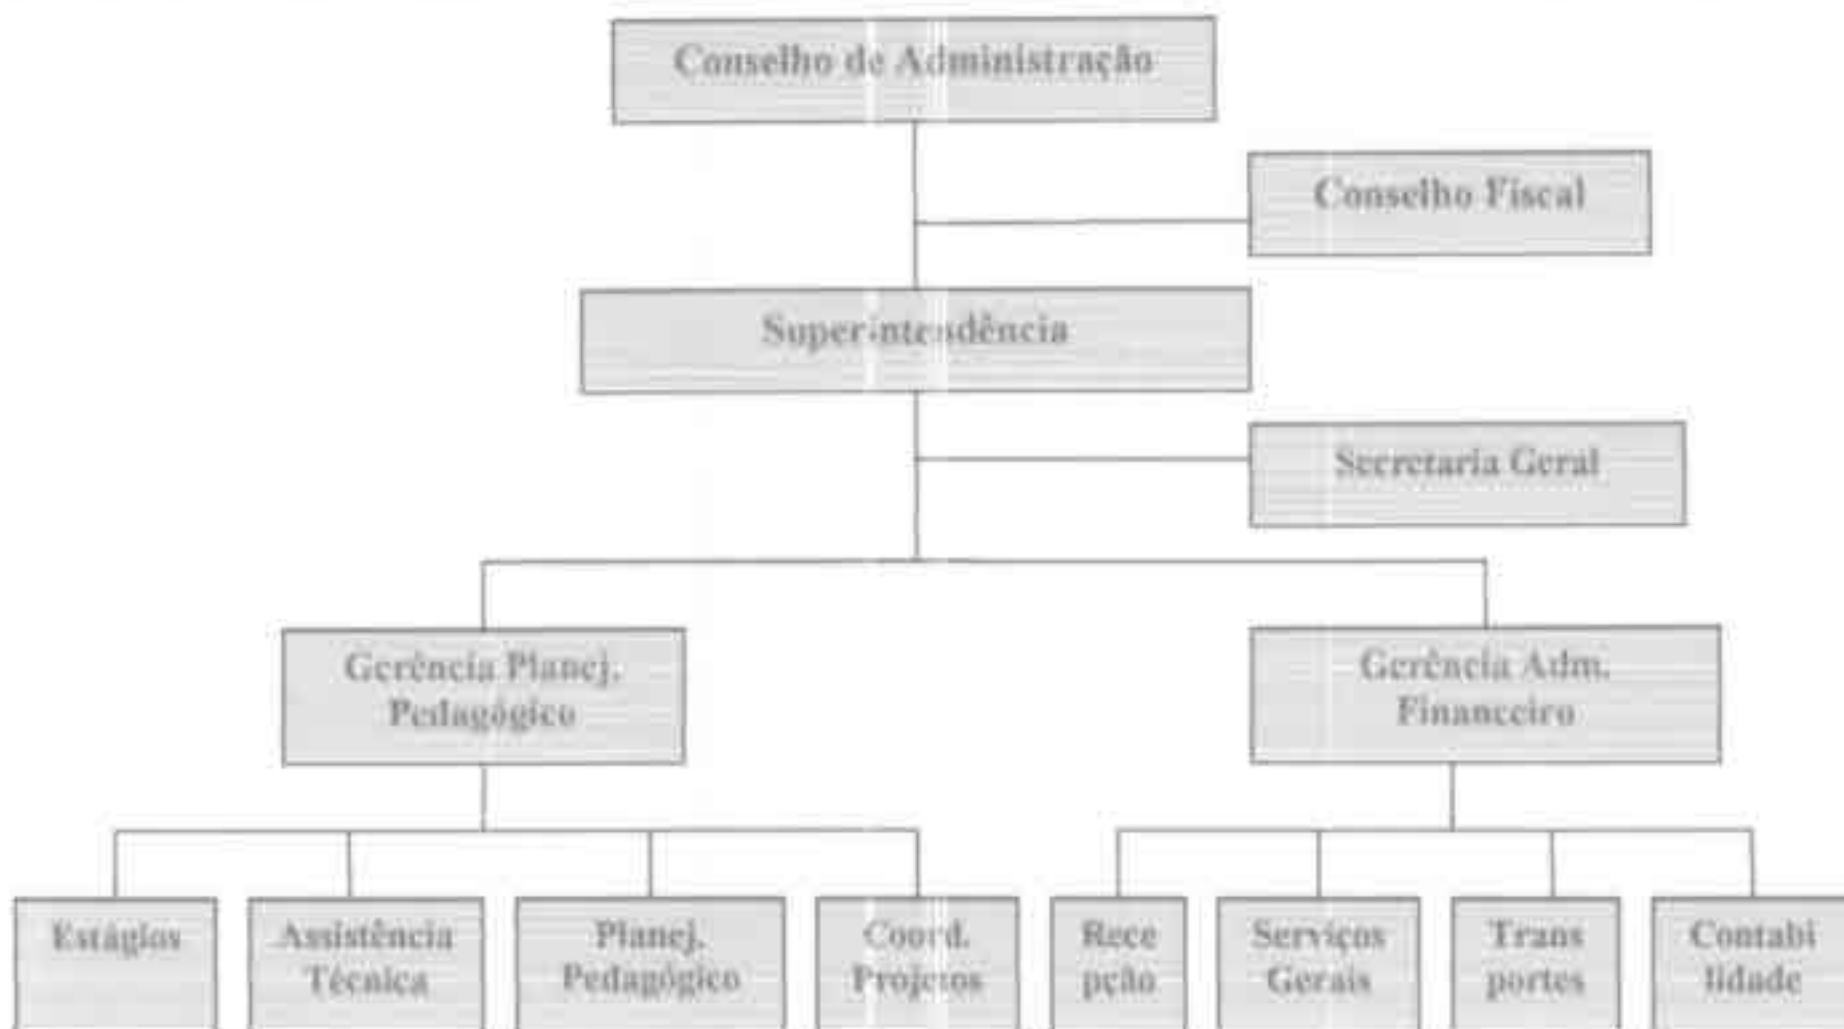 Conselho de Administração
Conselho Fiscal
Superintendência
Secretaria Geral
Gerência Planej.
Pedagógico
Gerência Adm.
Financeiro
Estágios
Assistência
Técnica
Planej.
Pedagógico
Coord.
Projetos
Rece
pção
Serviços
Gerais
Trans
portes
Contabi
lidade